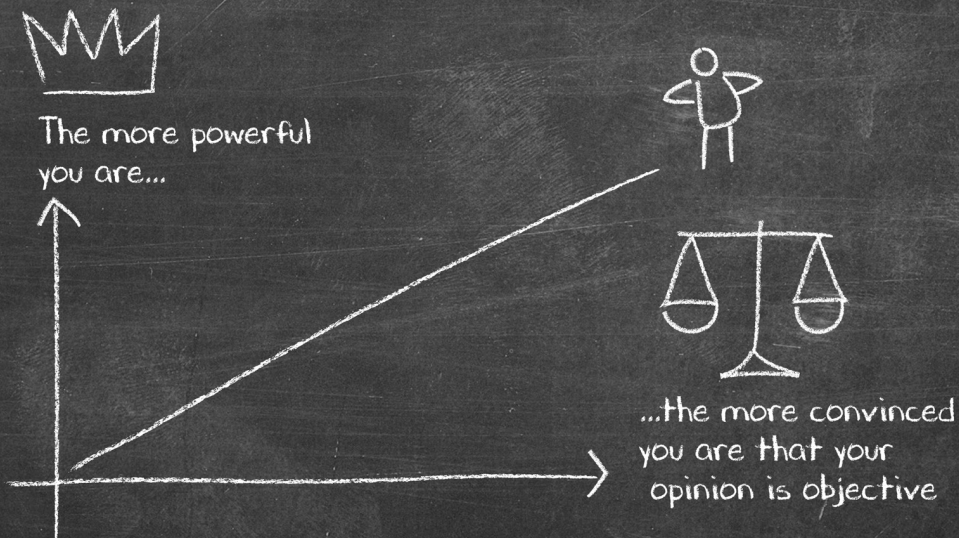 The more powerful
you are...
...the more convinced
you are that your
opinion is objective